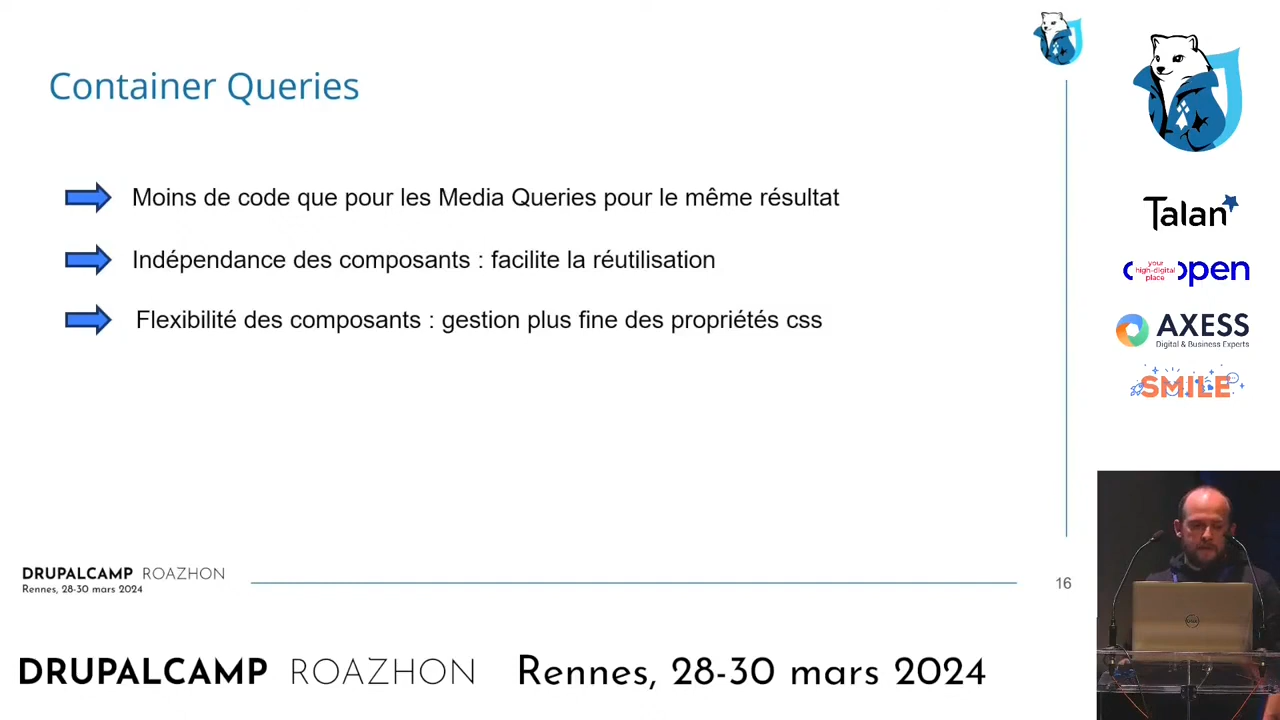 Container Queries
Moins de code que pour les Media Queries pour le même résultat
Indépendance des composants : facilite la réutilisation
Flexibilité des composants : gestion plus fine des propriétés css
DRUPALCAMP ROAZHON
Rennes, 28-30 mars 2024
16
Talan
your
high-digital
place
open
AXESS
Digital & Business Experts
SMILE
DELL
DRUPALCAMP ROAZHON Rennes, 28-30 mars 2024